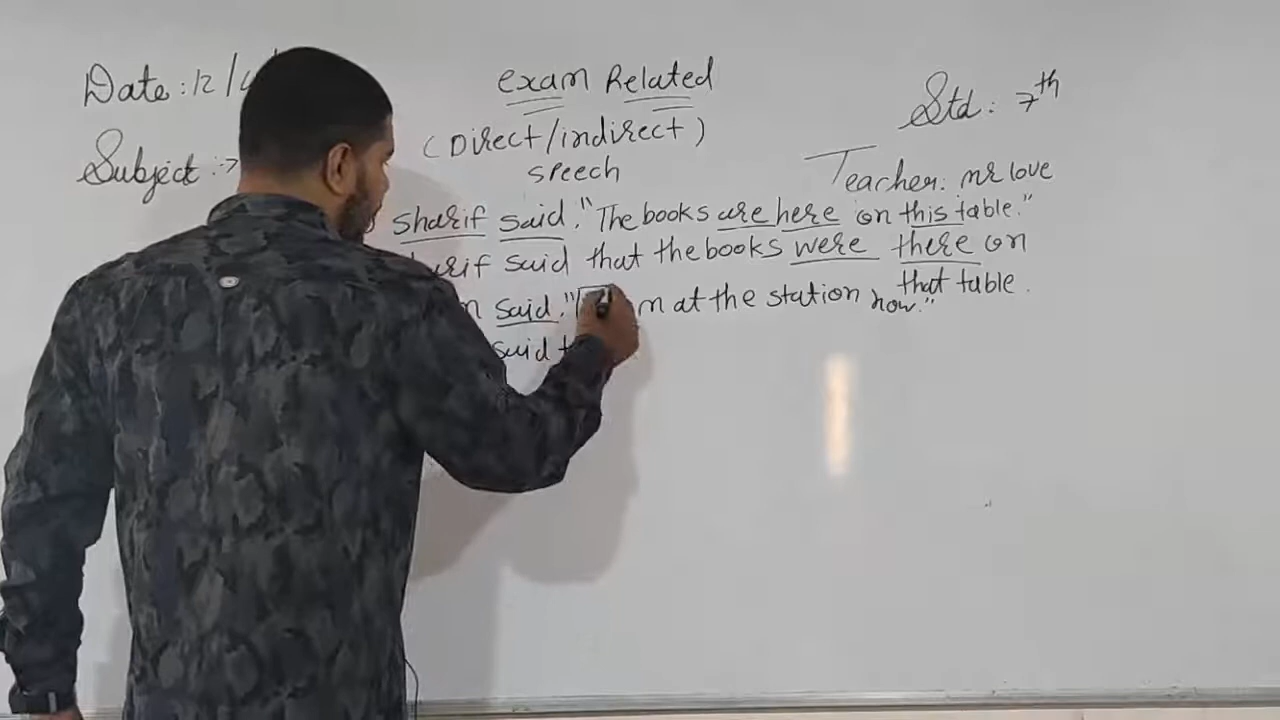 Date: 12/
exam Related
Std: 7th
(Direct/indirect)
Subject :-
speech
Teacher: mr love
sharif said. "The books are here on this table."
said that the books were there on
that table.
said. " at the station now."
said